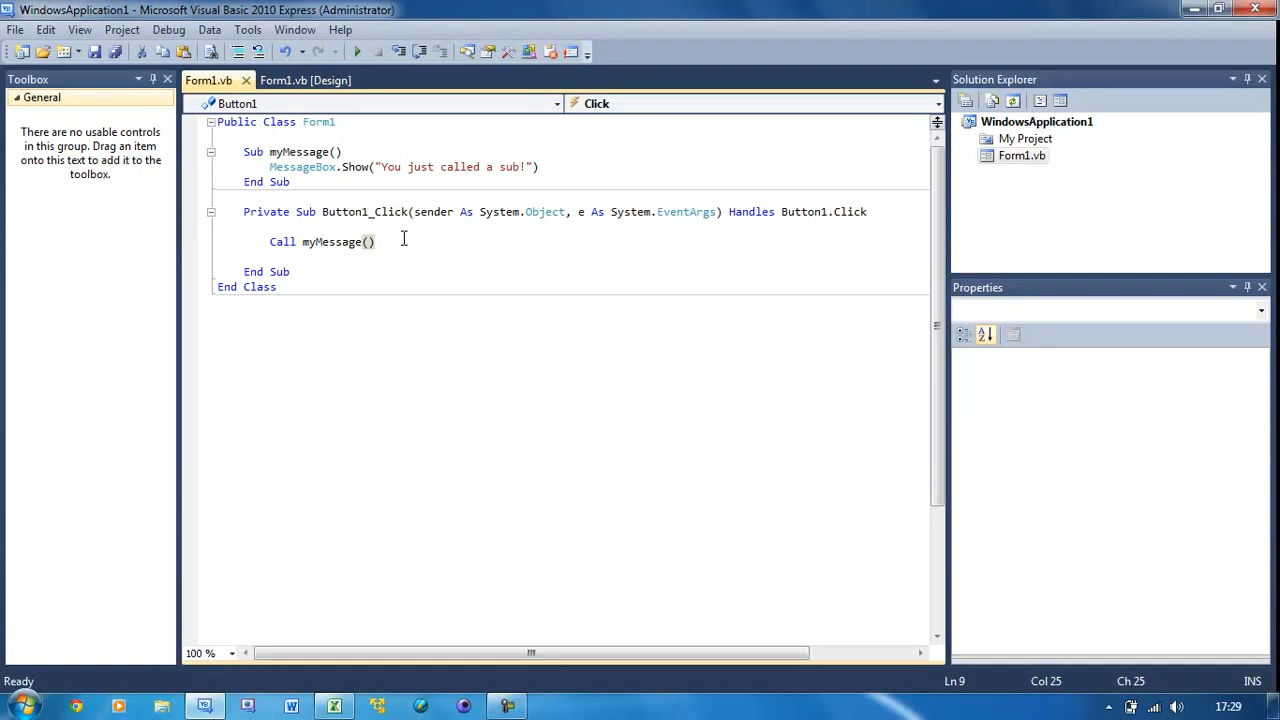 WindowsApplication1 - Microsoft Visual Basic 2010 Express (Administrator)
File Edit View Project Debug Data Tools Window Help
Toolbox
General
There are no usable controls
in this group. Drag an item
onto this text to add it to the
toolbox.
Form1.vb
Form1.vb [Design]
Button1
Click
Public Class Form1
Sub myMessage()
MessageBox.Show("You just called a sub!")
End Sub
Private Sub Button1_Click(sender As System.Object, e As System.EventArgs) Handles Button1.Click
Call myMessage()
End Sub
End Class
100 %
Solution Explorer
WindowsApplication1
My Project
Form1.vb
Properties
Ready
Ln 9 Col 25 Ch 25 INS
17:29